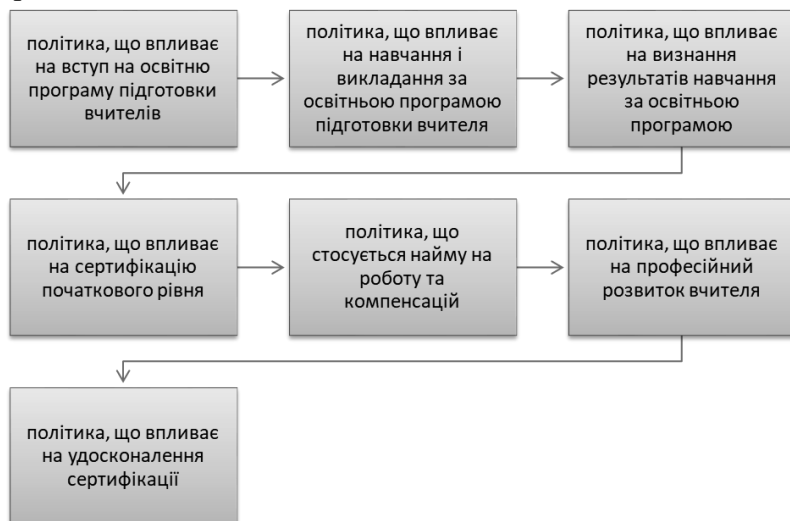 політика, що впливає
на вступ на освітню
програму підготовки
вчителів
політика, що впливає
на навчання і
викладання за
освітньою програмою
підготовки вчителя
політика, що впливає
на визнання
результатів навчання
за освітньою
програмою
політика, що впливає
на сертифікацію
початкового рівня
політика, що
стосується найму на
роботу та
компенсацій
політика, що впливає
на професійний
розвиток вчителя
політика, що впливає
на удосконалення
сертифікації